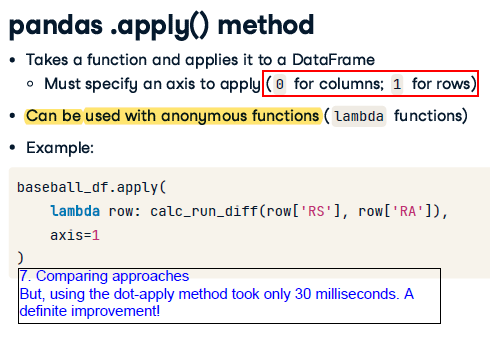 pandas .apply() method
• Takes a function and applies it to a DataFrame
◦ Must specify an axis to apply ( 0 for columns; 1 for rows)
• Can be used with anonymous functions ( lambda functions)
• Example:
baseball_df.apply(
    lambda row: calc_run_diff(row['RS'], row['RA']),
    axis=1
)
7. Comparing approaches
But, using the dot-apply method took only 30 milliseconds. A
definite improvement!